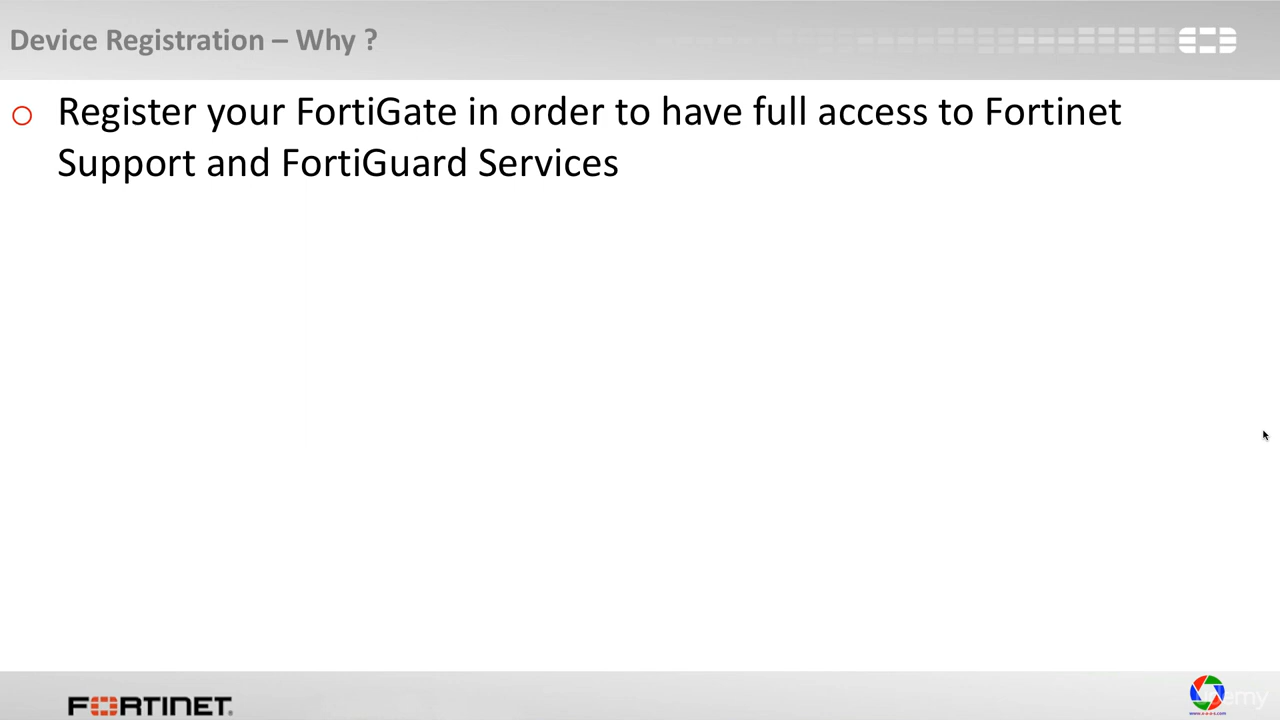 Device Registration – Why ?
Register your FortiGate in order to have full access to Fortinet
Support and FortiGuard Services
FORTINET
Udemy